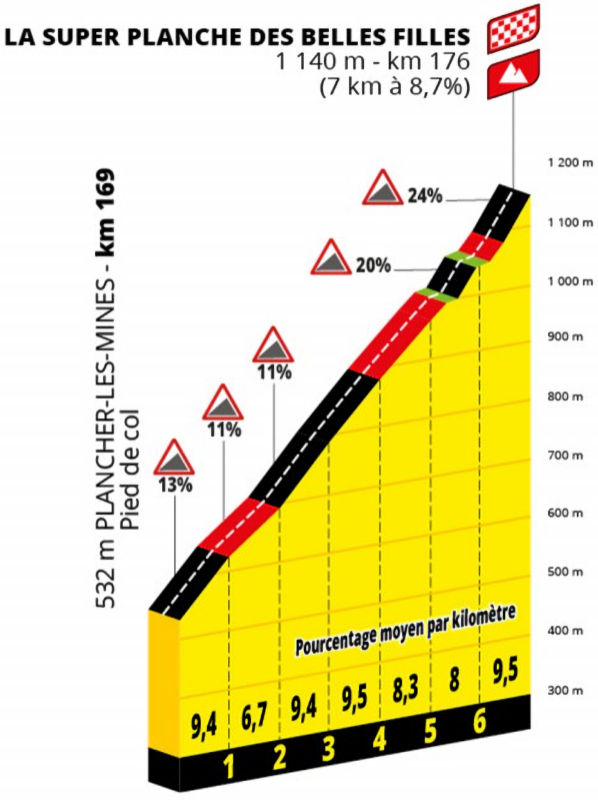 LA SUPER PLANCHE DES BELLES FILLES
1 140 m - km 176
(7 km à 8,7%)
532 m PLANCHER-LES-MINES - km 169
Pied de col
24%
20%
11%
11%
13%
1 200 m
1 100 m
1 000 m
900 m
800 m
700 m
600 m
500 m
400 m
300 m
Pourcentage moyen par kilomètre
9,4 6,7 9,4 9,5 8,3 8 9,5
1 2 3 4 5 6